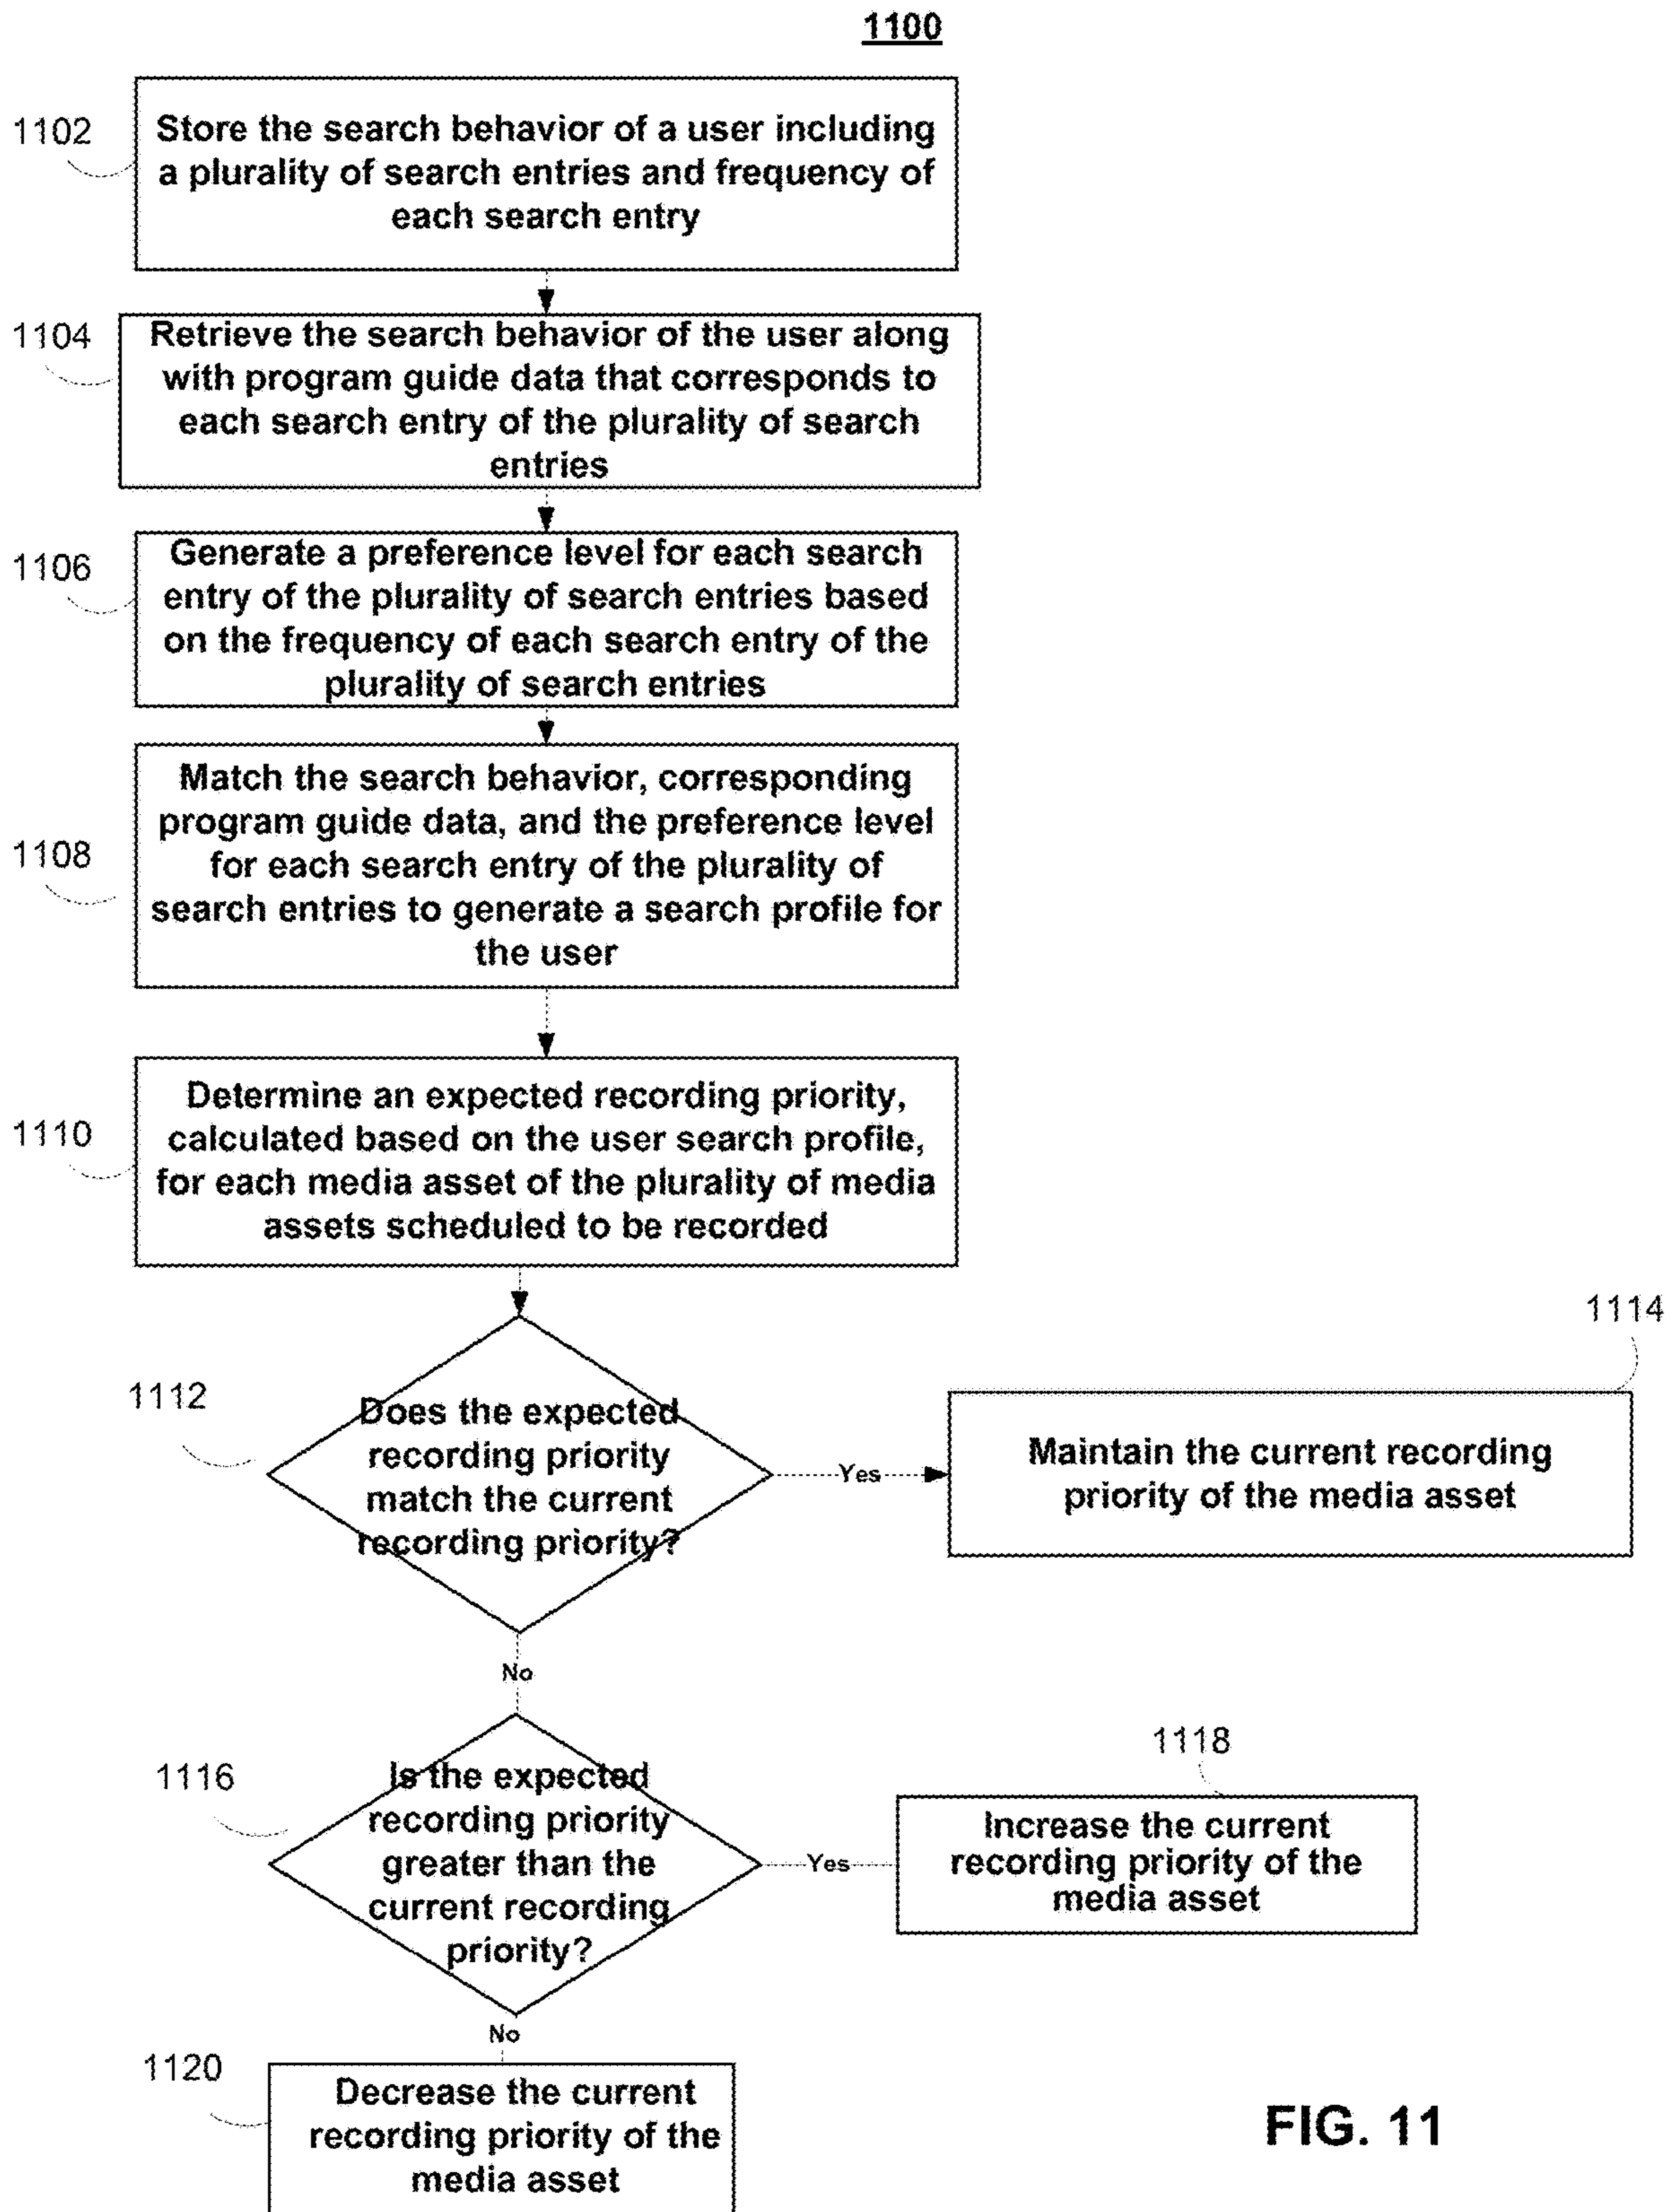 1100
1102
Store the search behavior of a user including
a plurality of search entries and frequency of
each search entry
1104
Retrieve the search behavior of the user along
with program guide data that corresponds to
each search entry of the plurality of search
entries
1106
Generate a preference level for each search
entry of the plurality of search entries based
on the frequency of each search entry of the
plurality of search entries
1108
Match the search behavior, corresponding
program guide data, and the preference level
for each search entry of the plurality of
search entries to generate a search profile for
the user
1110
Determine an expected recording priority,
calculated based on the user search profile,
for each media asset of the plurality of media
assets scheduled to be recorded
1112
Does the expected
recording priority
match the current
recording priority?
Yes
1114
Maintain the current recording
priority of the media asset
No
1116
Is the expected
recording priority
greater than the
current recording
priority?
Yes
1118
Increase the current
recording priority of the
media asset
No
1120
Decrease the current
recording priority of the
media asset
FIG. 11